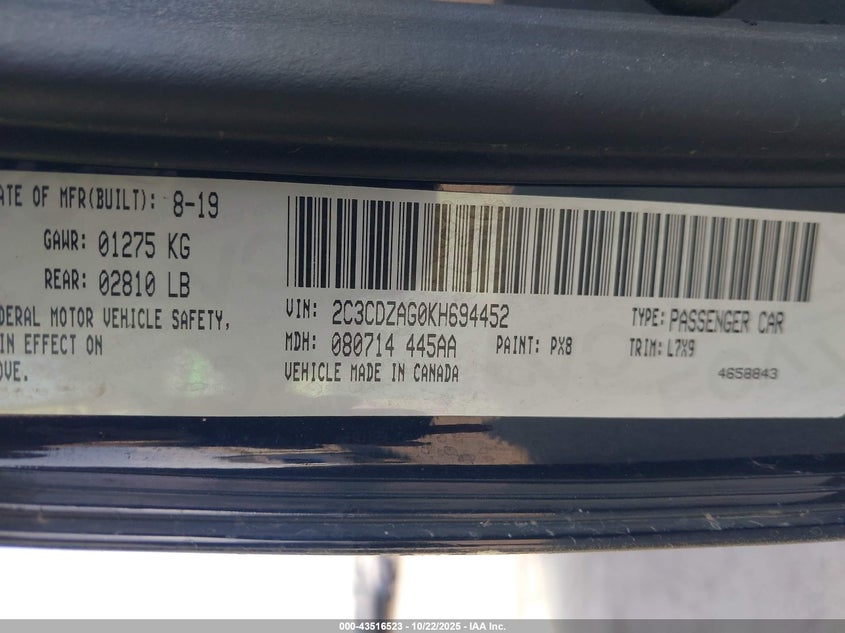 ATE OF MFR(BUILT): 8-19
GAWR: 01275 KG
REAR: 02810 LB
DERAL MOTOR VEHICLE SAFETY,
IN EFFECT ON
OVE.
VIN: 2C3CDZAG0KH694452
TYPE: PASSENGER CAR
MDH: 080714 445AA
PAINT: PX8
TRIM: L7X9
VEHICLE MADE IN CANADA
4658843
000-43516523 - 10/22/2025 - IAA Inc.